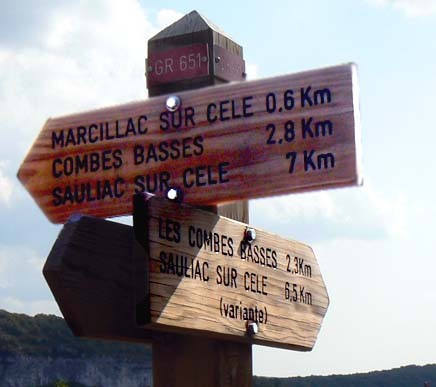 GR 651
MARCILLAC SUR CELE 0,6 Km
COMBES BASSES 2,8 Km
SAULIAC SUR CELE 7 Km
LES COMBES BASSES 2,3Km
SAULIAC SUR CELE 6,5Km
(variante)